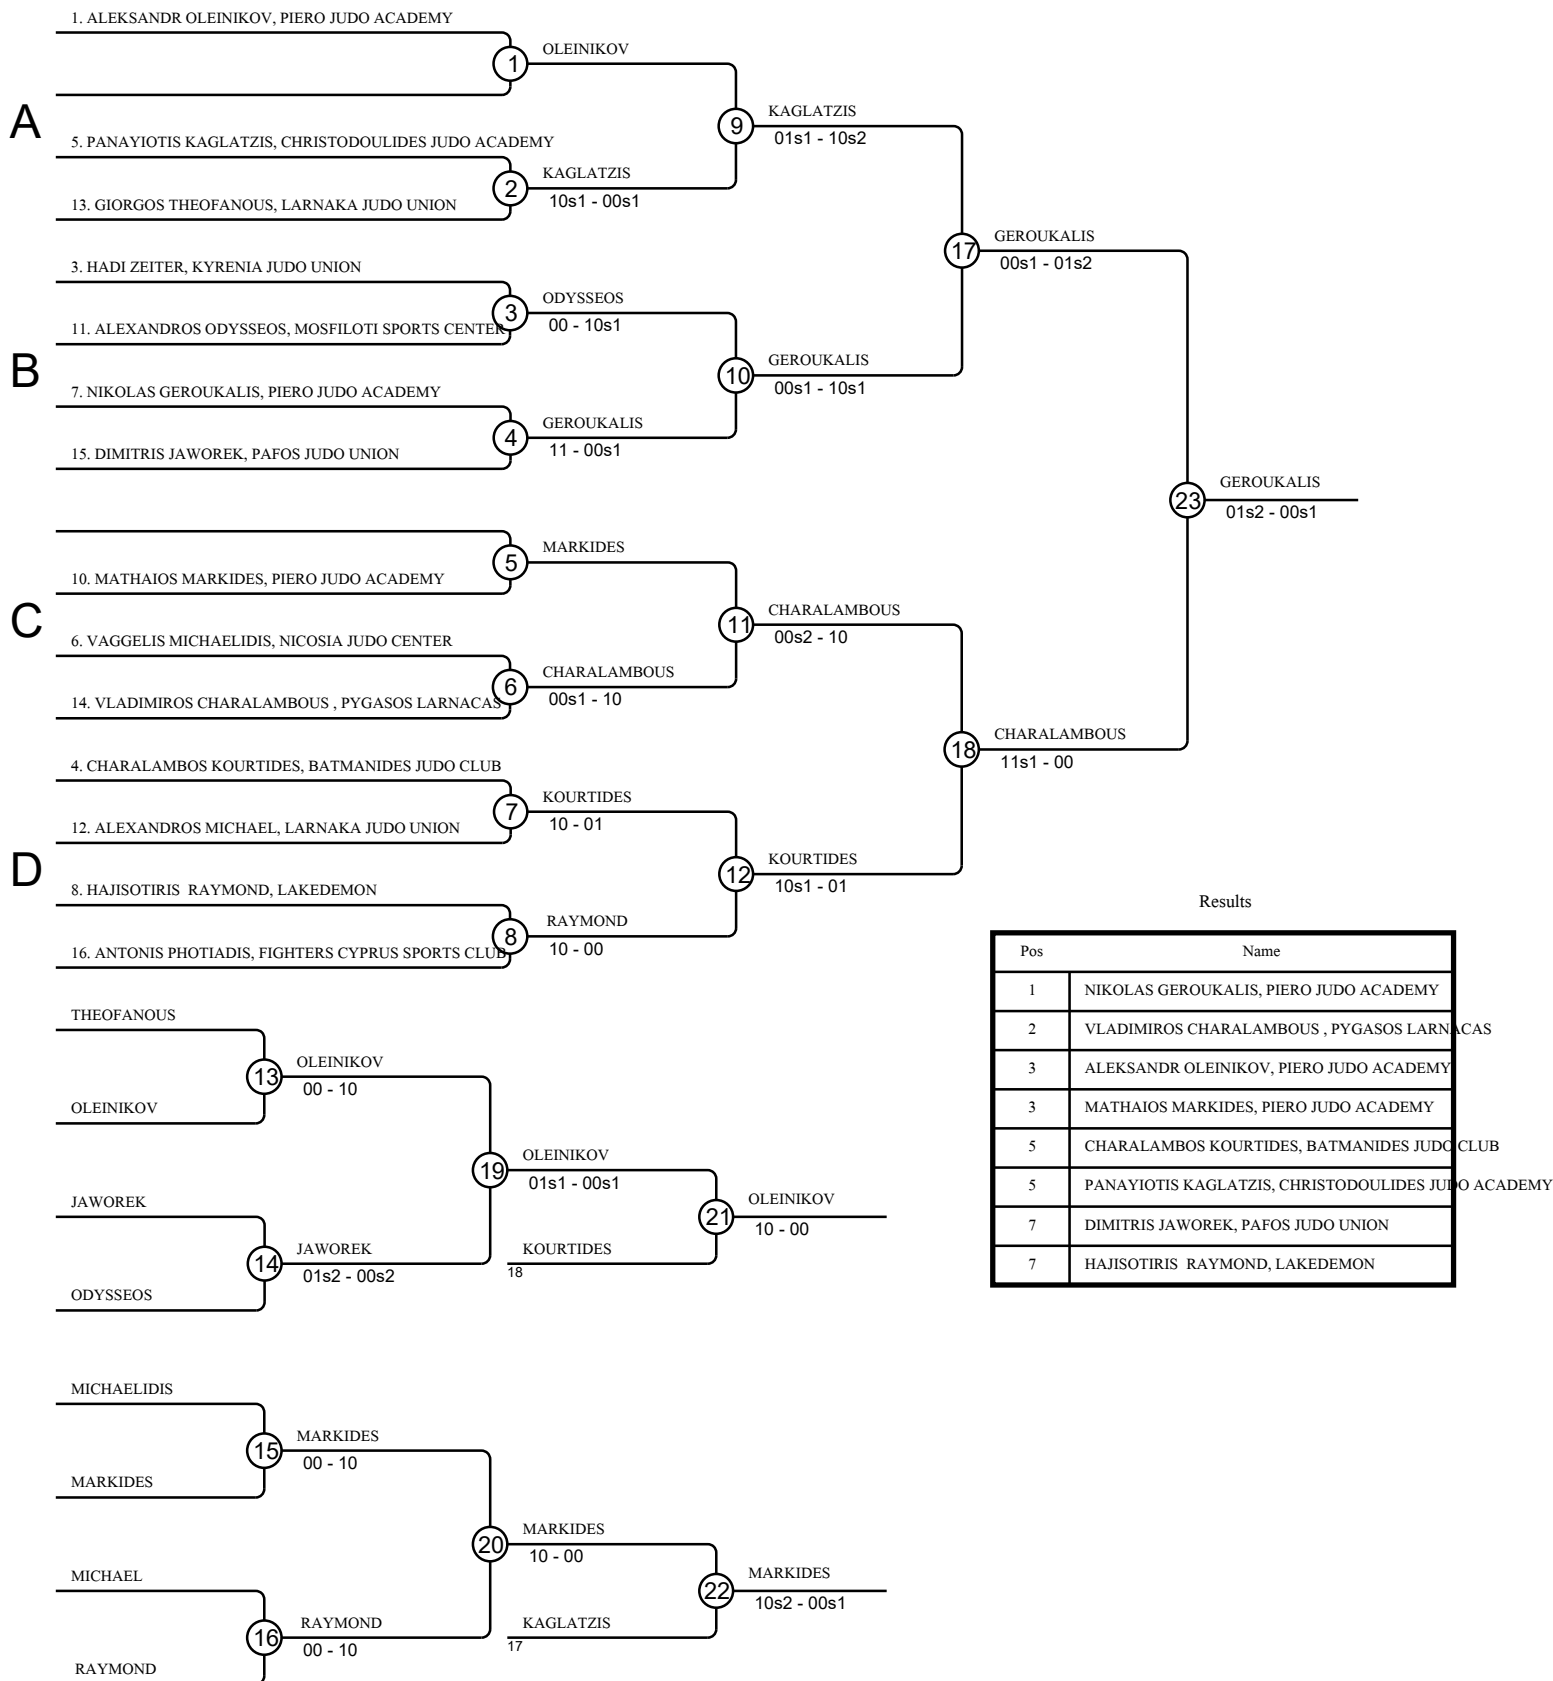 1. ALEKSANDR OLEINIKOV, PIERO JUDO ACADEMY
1
OLEINIKOV
A
5. PANAYIOTIS KAGLATZIS, CHRISTODOULIDES JUDO ACADEMY
2
KAGLATZIS
10s1 - 00s1
13. GIORGOS THEOFANOUS, LARNAKA JUDO UNION
9
KAGLATZIS
01s1 - 10s2
3. HADI ZEITER, KYRENIA JUDO UNION
3
ODYSSEOS
00 - 10s1
11. ALEXANDROS ODYSSEOS, MOSFILOTI SPORTS CENTER
B
7. NIKOLAS GEROUKALIS, PIERO JUDO ACADEMY
4
GEROUKALIS
11 - 00s1
15. DIMITRIS JAWOREK, PAFOS JUDO UNION
10
GEROUKALIS
00s1 - 10s1
17
GEROUKALIS
00s1 - 01s2
5
MARKIDES
10. MATHAIOS MARKIDES, PIERO JUDO ACADEMY
C
6. VAGGELIS MICHAELIDIS, NICOSIA JUDO CENTER
6
CHARALAMBOUS
00s1 - 10
14. VLADIMIROS CHARALAMBOUS , PYGASOS LARNACAS
11
CHARALAMBOUS
00s2 - 10
4. CHARALAMBOS KOURTIDES, BATMANIDES JUDO CLUB
7
KOURTIDES
10 - 01
12. ALEXANDROS MICHAEL, LARNAKA JUDO UNION
D
8. HAJISOTIRIS  RAYMOND, LAKEDEMON
8
RAYMOND
10 - 00
16. ANTONIS PHOTIADIS, FIGHTERS CYPRUS SPORTS CLUB
12
KOURTIDES
10s1 - 01
18
CHARALAMBOUS
11s1 - 00
23
GEROUKALIS
01s2 - 00s1
THEOFANOUS
13
OLEINIKOV
00 - 10
OLEINIKOV
JAWOREK
14
JAWOREK
01s2 - 00s2
ODYSSEOS
19
OLEINIKOV
01s1 - 00s1
KOURTIDES
18
21
OLEINIKOV
10 - 00
MICHAELIDIS
15
MARKIDES
00 - 10
MARKIDES
MICHAEL
16
RAYMOND
00 - 10
RAYMOND
20
MARKIDES
10 - 00
KAGLATZIS
17
22
MARKIDES
10s2 - 00s1
Results
Pos Name
1 NIKOLAS GEROUKALIS, PIERO JUDO ACADEMY
2 VLADIMIROS CHARALAMBOUS , PYGASOS LARNACAS
3 ALEKSANDR OLEINIKOV, PIERO JUDO ACADEMY
3 MATHAIOS MARKIDES, PIERO JUDO ACADEMY
5 CHARALAMBOS KOURTIDES, BATMANIDES JUDO CLUB
5 PANAYIOTIS KAGLATZIS, CHRISTODOULIDES JUDO ACADEMY
7 DIMITRIS JAWOREK, PAFOS JUDO UNION
7 HAJISOTIRIS  RAYMOND, LAKEDEMON